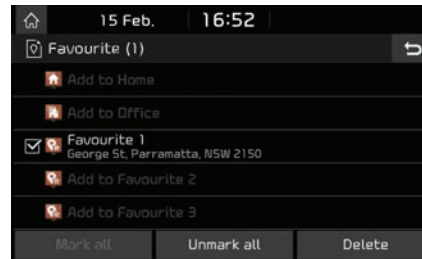 15 Feb. 16:52
Favourite (1)
Add to Home
Add to Office
Favourite 1
George St, Parramatta, NSW 2150
Add to Favourite 2
Add to Favourite 3
Mark all Unmark all Delete